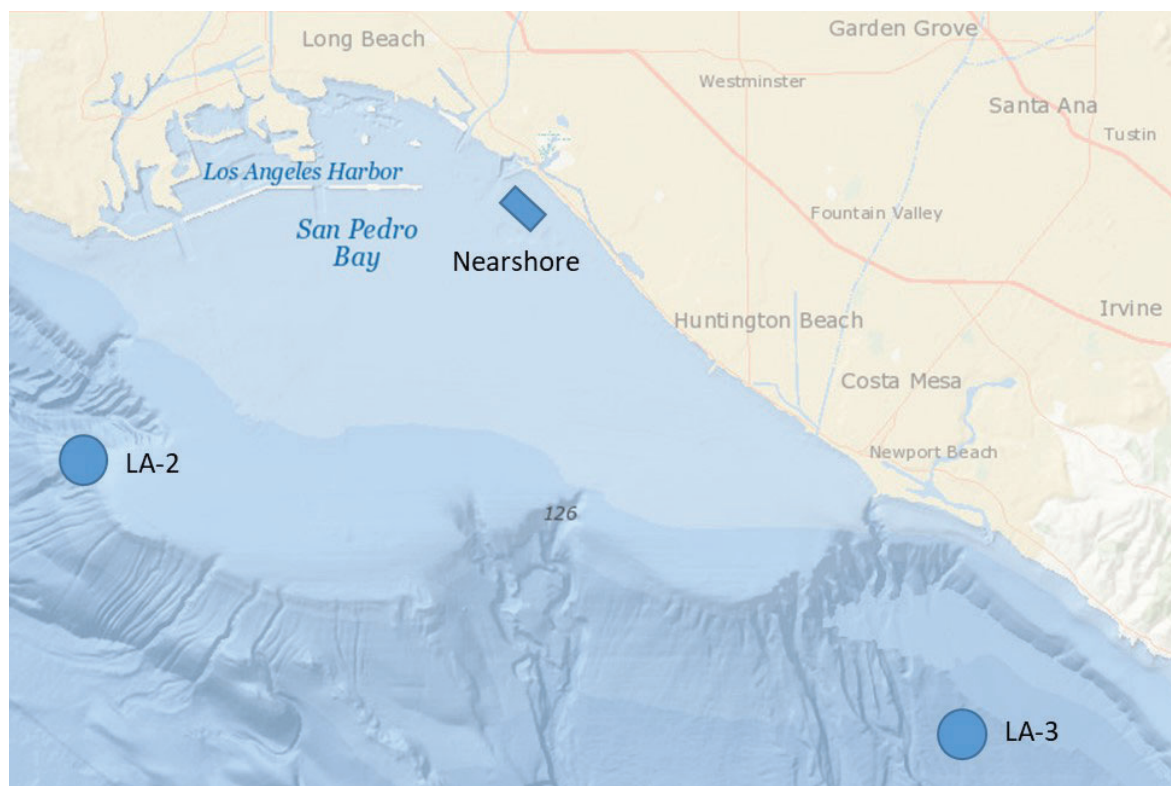 Long Beach
Garden Grove
Westminster
Santa Ana
Tustin
Los Angeles Harbor
San Pedro
Bay
Fountain Valley
Nearshore
Irvine
Huntington Beach
Costa Mesa
Newport Beach
LA-2
126
LA-3